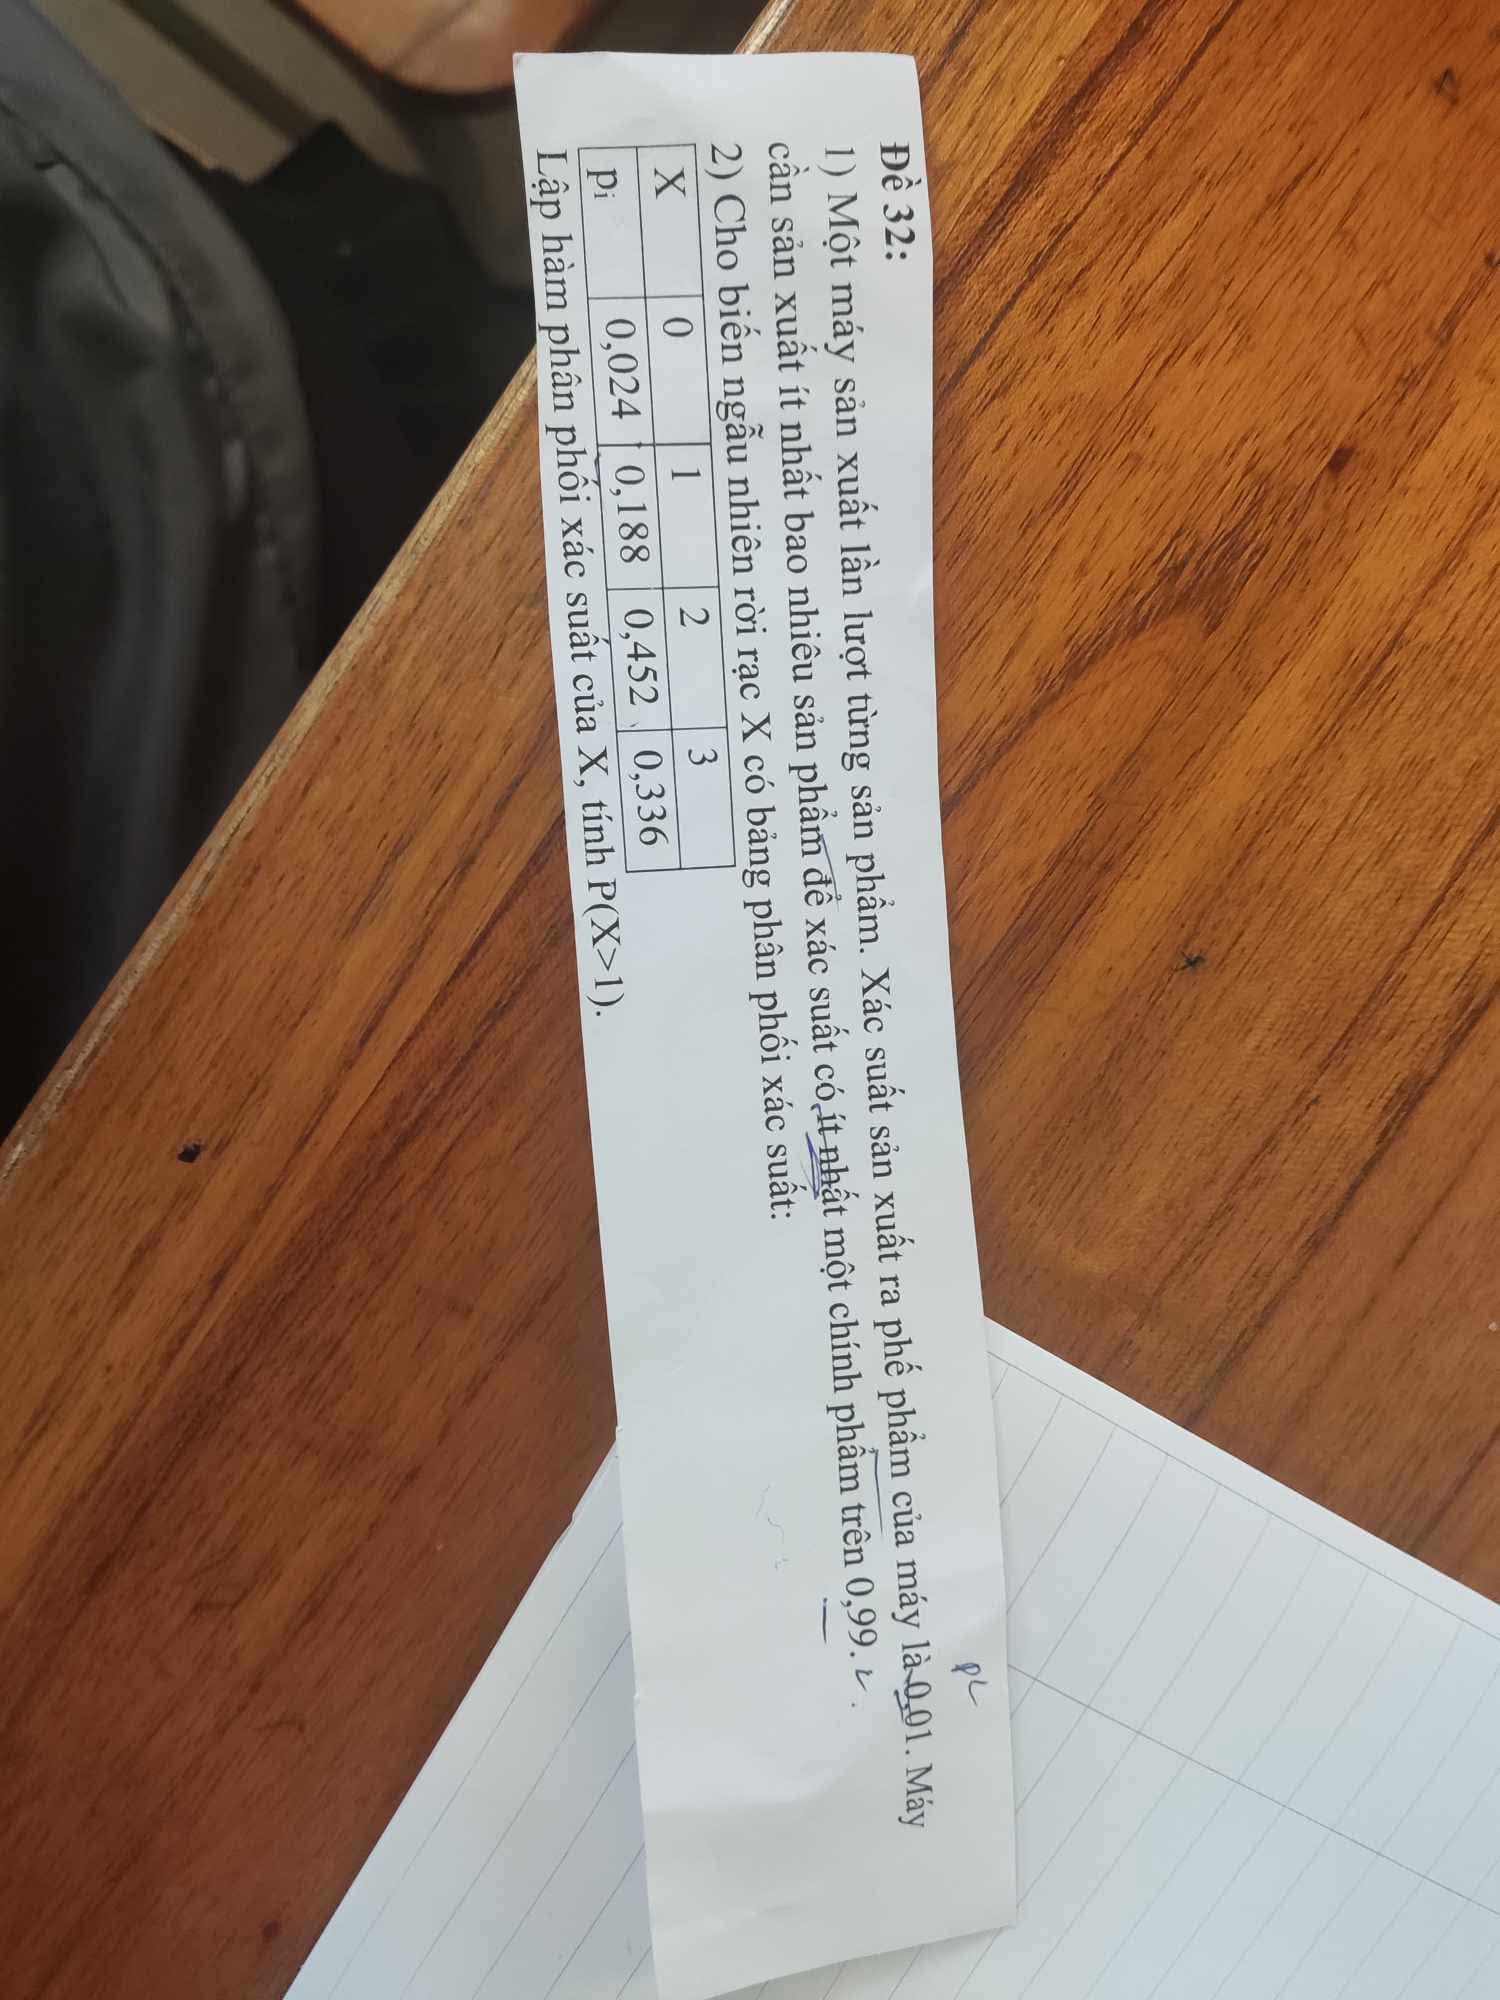 PL
Đề 32:
1) Một máy sản xuất lần lượt từng sản phẩm. Xác suất sản xuất ra phế phẩm của máy là 0,01. Máy
cần sản xuất ít nhất bao nhiêu sản phẩm để xác suất có ít nhất một chính phẩm trên 0,99.
2) Cho biến ngẫu nhiên rời rạc X có bảng phân phối xác suất:
X 0 1 2 3
pi 0,024 0,188 0,452 0,336
Lập hàm phân phối xác suất của X, tính P(X>1).